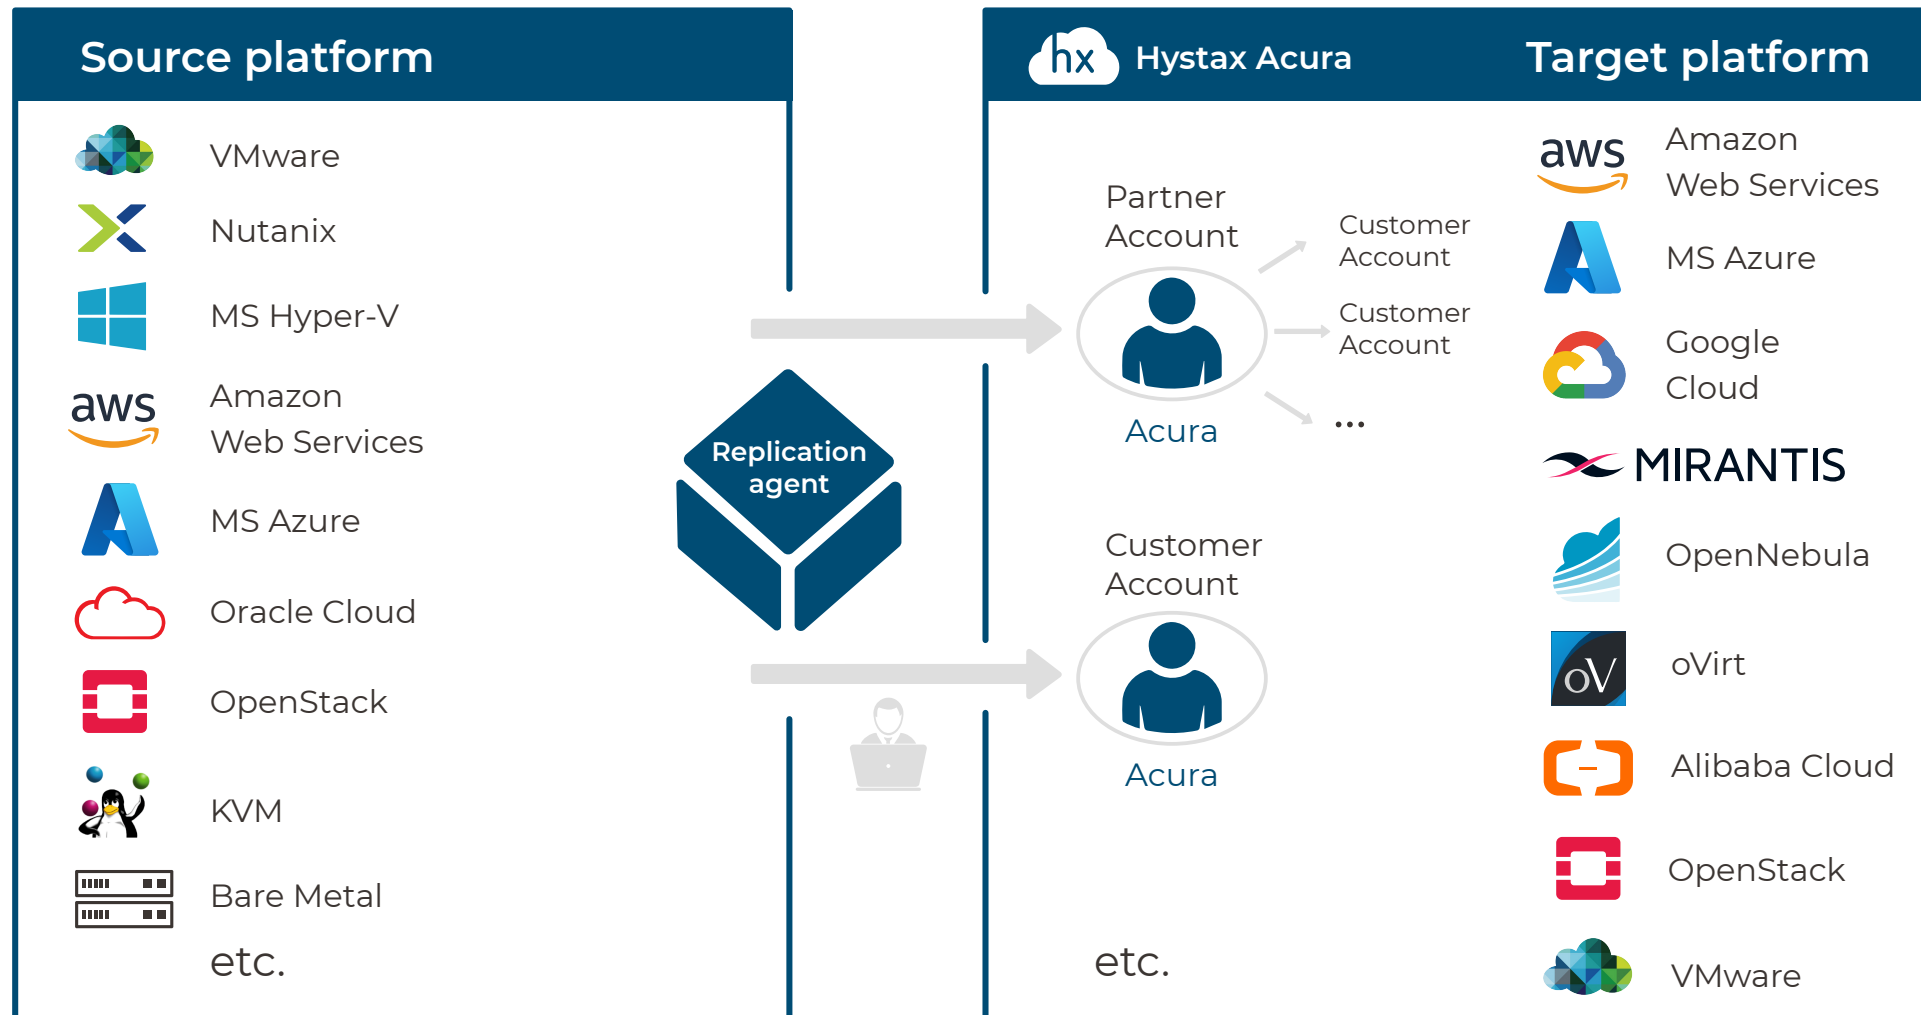 Source platform
VMware
Nutanix
MS Hyper-V
aws
Amazon
Web Services
MS Azure
Oracle Cloud
OpenStack
KVM
Bare Metal
etc.
Replication
agent
hx
Hystax Acura
Target platform
Partner
Account
Acura
Customer
Account
Customer
Account
...
Customer
Account
Acura
etc.
aws
Amazon
Web Services
MS Azure
Google
Cloud
MIRANTIS
OpenNebula
oV
oVirt
Alibaba Cloud
OpenStack
VMware